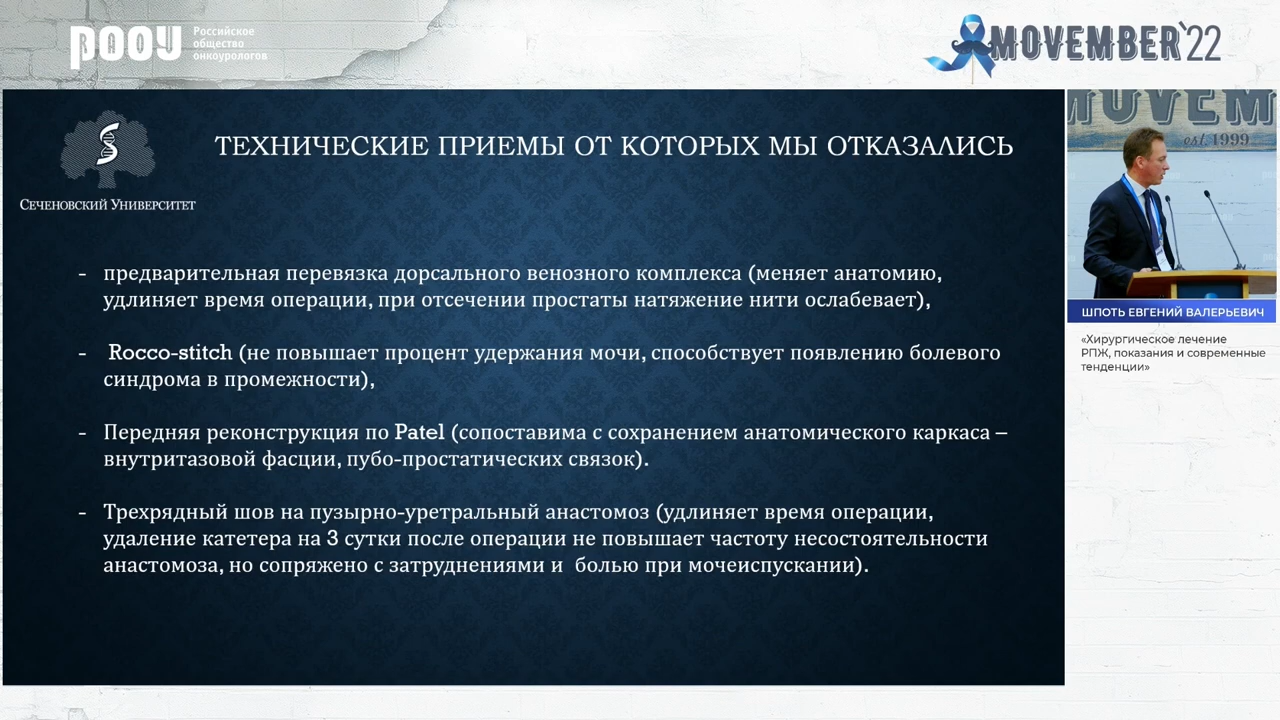 РООУ
Российское
общество
онкоурологов
MOVEMBER'22
Сеченовский Университет
ТЕХНИЧЕСКИЕ ПРИЕМЫ ОТ КОТОРЫХ МЫ ОТКАЗАЛИСЬ
- предварительная перевязка дорсального венозного комплекса (меняет анатомию,
удлиняет время операции, при отсечении простаты натяжение нити ослабевает),
- Rocco-stitch (не повышает процент удержания мочи, способствует появлению болевого
синдрома в промежности),
- Передняя реконструкция по Patel (сопоставима с сохранением анатомического каркаса –
внутритазовой фасции, пубо-простатических связок).
- Трехрядный шов на пузырно-уретральный анастомоз (удлиняет время операции,
удаление катетера на 3 сутки после операции не повышает частоту несостоятельности
анастомоза, но сопряжено с затруднениями и болью при мочеиспускании).
MOVEM
est. 1999
ШПОТЬ ЕВГЕНИЙ ВАЛЕРЬЕВИЧ
«Хирургическое лечение
РПЖ, показания и современные
тенденции»